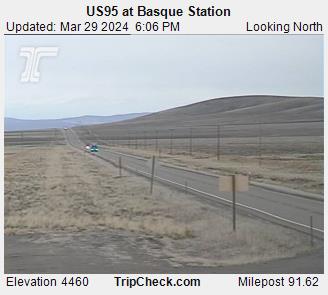 US95 at Basque Station
Updated: Mar 29 2024 6:06 PM Looking North
Elevation 4460 TripCheck.com Milepost 91.62